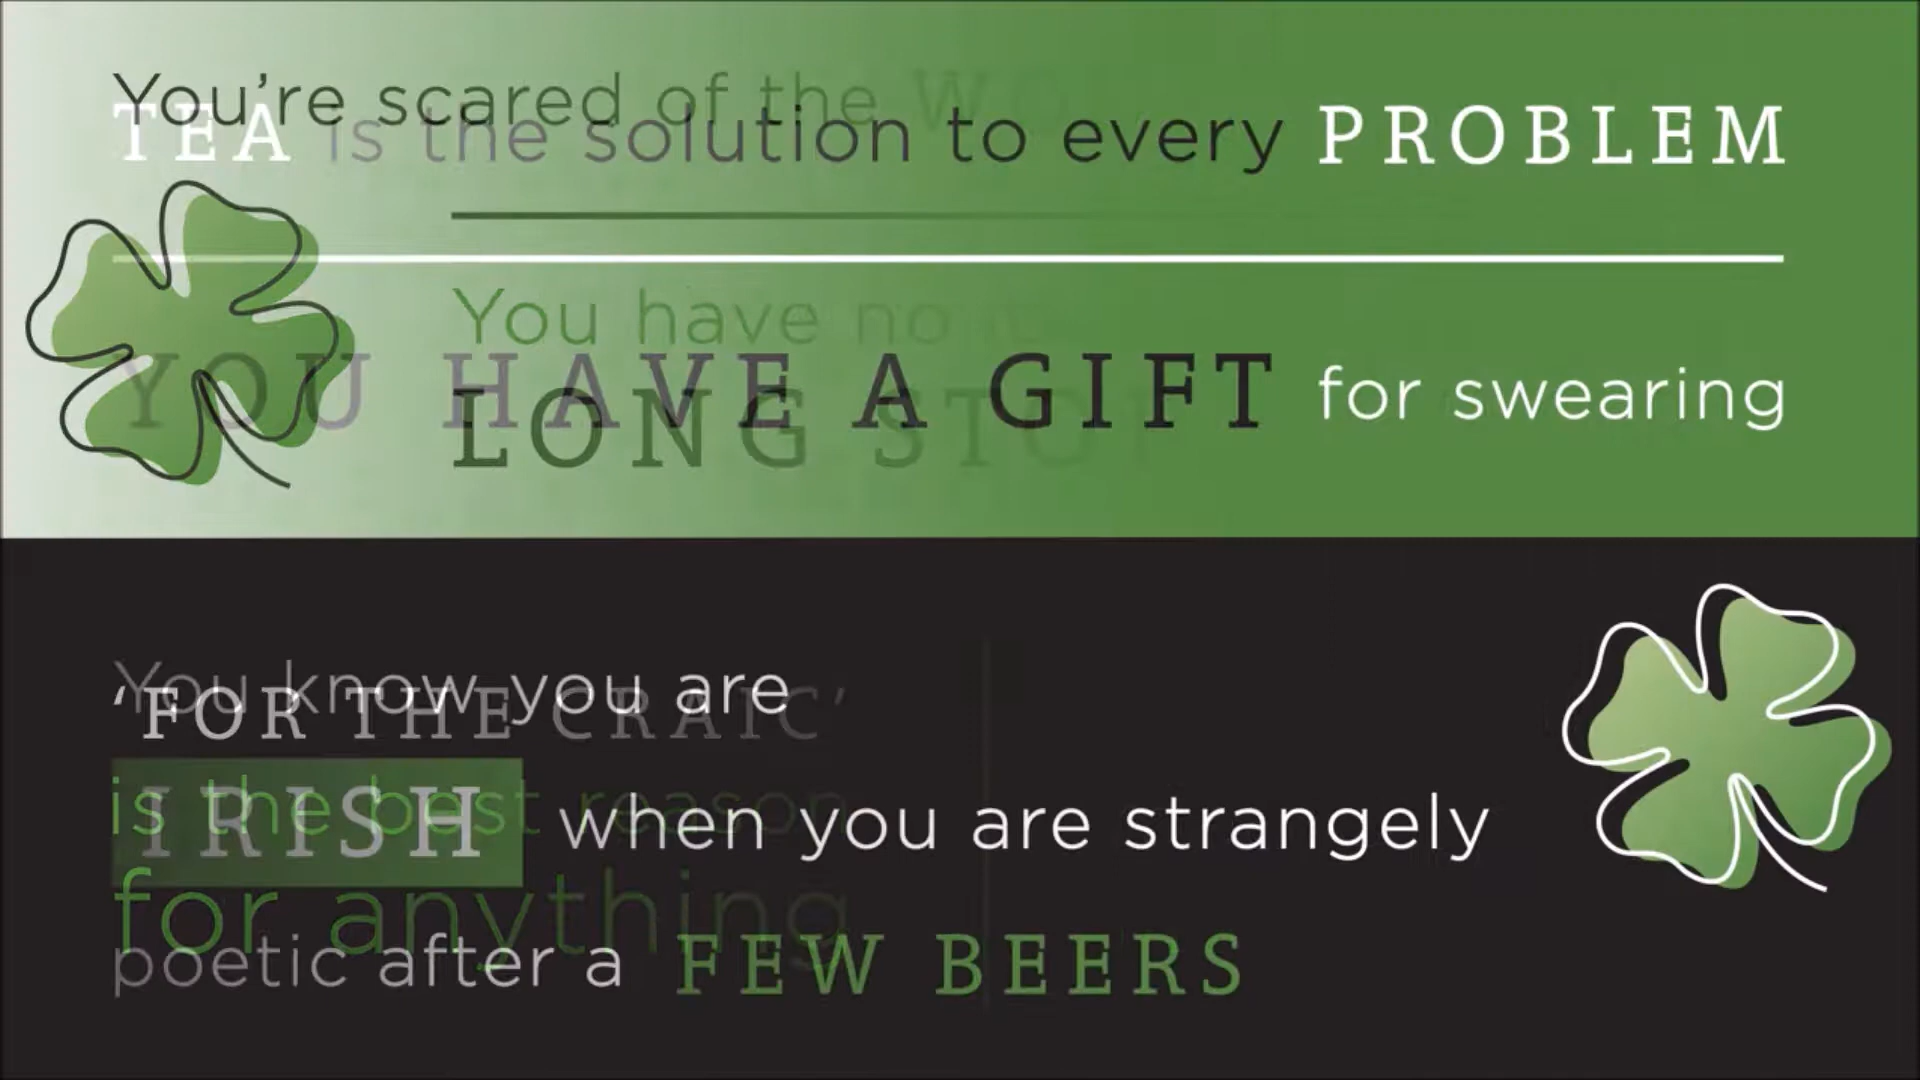 You're scared of the
TEA is the solution to every PROBLEM
You have no
YOU HAVE A GIFT for swearing
LONG
You know you are
'FOR THE CRAIC'
is the best reason
IRISH when you are strangely
for anything
poetic after a FEW BEERS